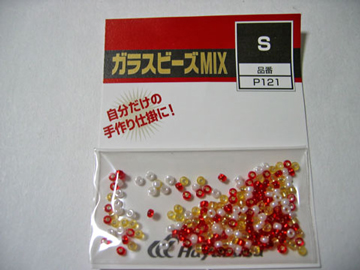 ガラスビーズMIX
S
品番
P121
自分だけの
手作り仕掛に！